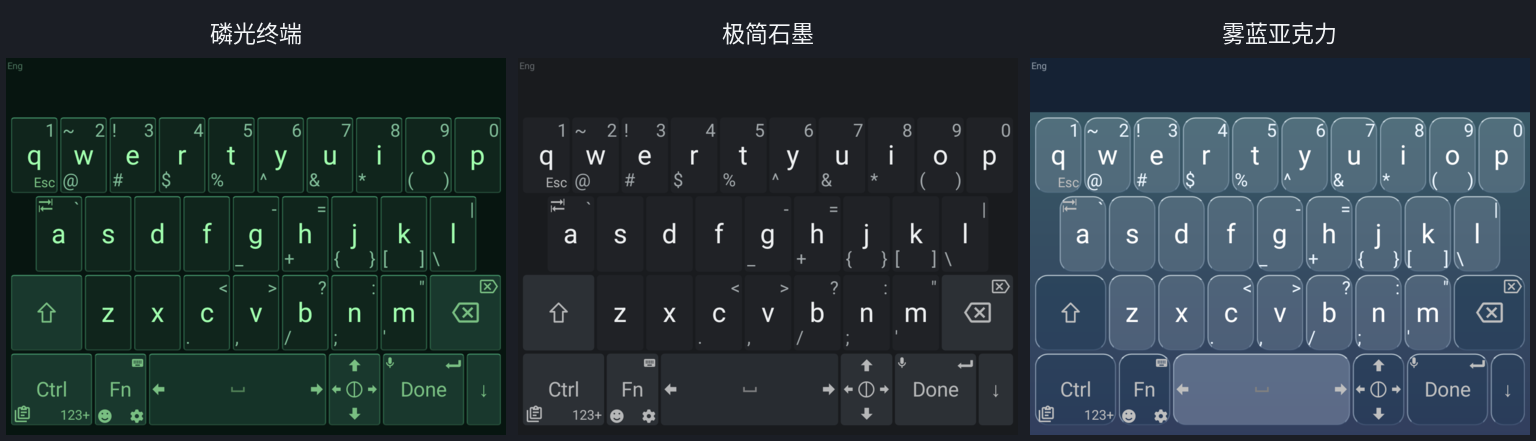 磷光终端 极简石墨 雾蓝亚克力
Eng Eng Eng
1 ~ 2 ! 3 4 5 6 7 8 9 0
q w e r t y u i o p
Esc @ # $ % ^ & * ( )
` - = |
a s d f g h j k l
_ + { } [ ] \
< > ? : "
z x c v b n m
. , / ; '
Ctrl Fn Done ↓
123+
1 ~ 2 ! 3 4 5 6 7 8 9 0
q w e r t y u i o p
Esc @ # $ % ^ & * ( )
` - = |
a s d f g h j k l
_ + { } [ ] \
< > ? : "
z x c v b n m
. , / ; '
Ctrl Fn Done ↓
123+
1 ~ 2 ! 3 4 5 6 7 8 9 0
q w e r t y u i o p
Esc @ # $ % ^ & * ( )
` - = |
a s d f g h j k l
_ + { } [ ] \
< > ? : "
z x c v b n m
. , / ; '
Ctrl Fn Done ↓
123+